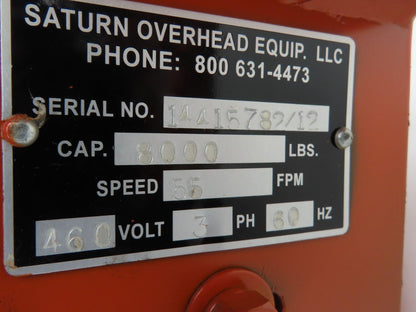 SATURN OVERHEAD EQUIP. LLC
PHONE: 800 631-4473
SERIAL NO. 14415782/12
CAP. 8000 LBS.
SPEED 55 FPM
460 VOLT 3 PH 60 HZ